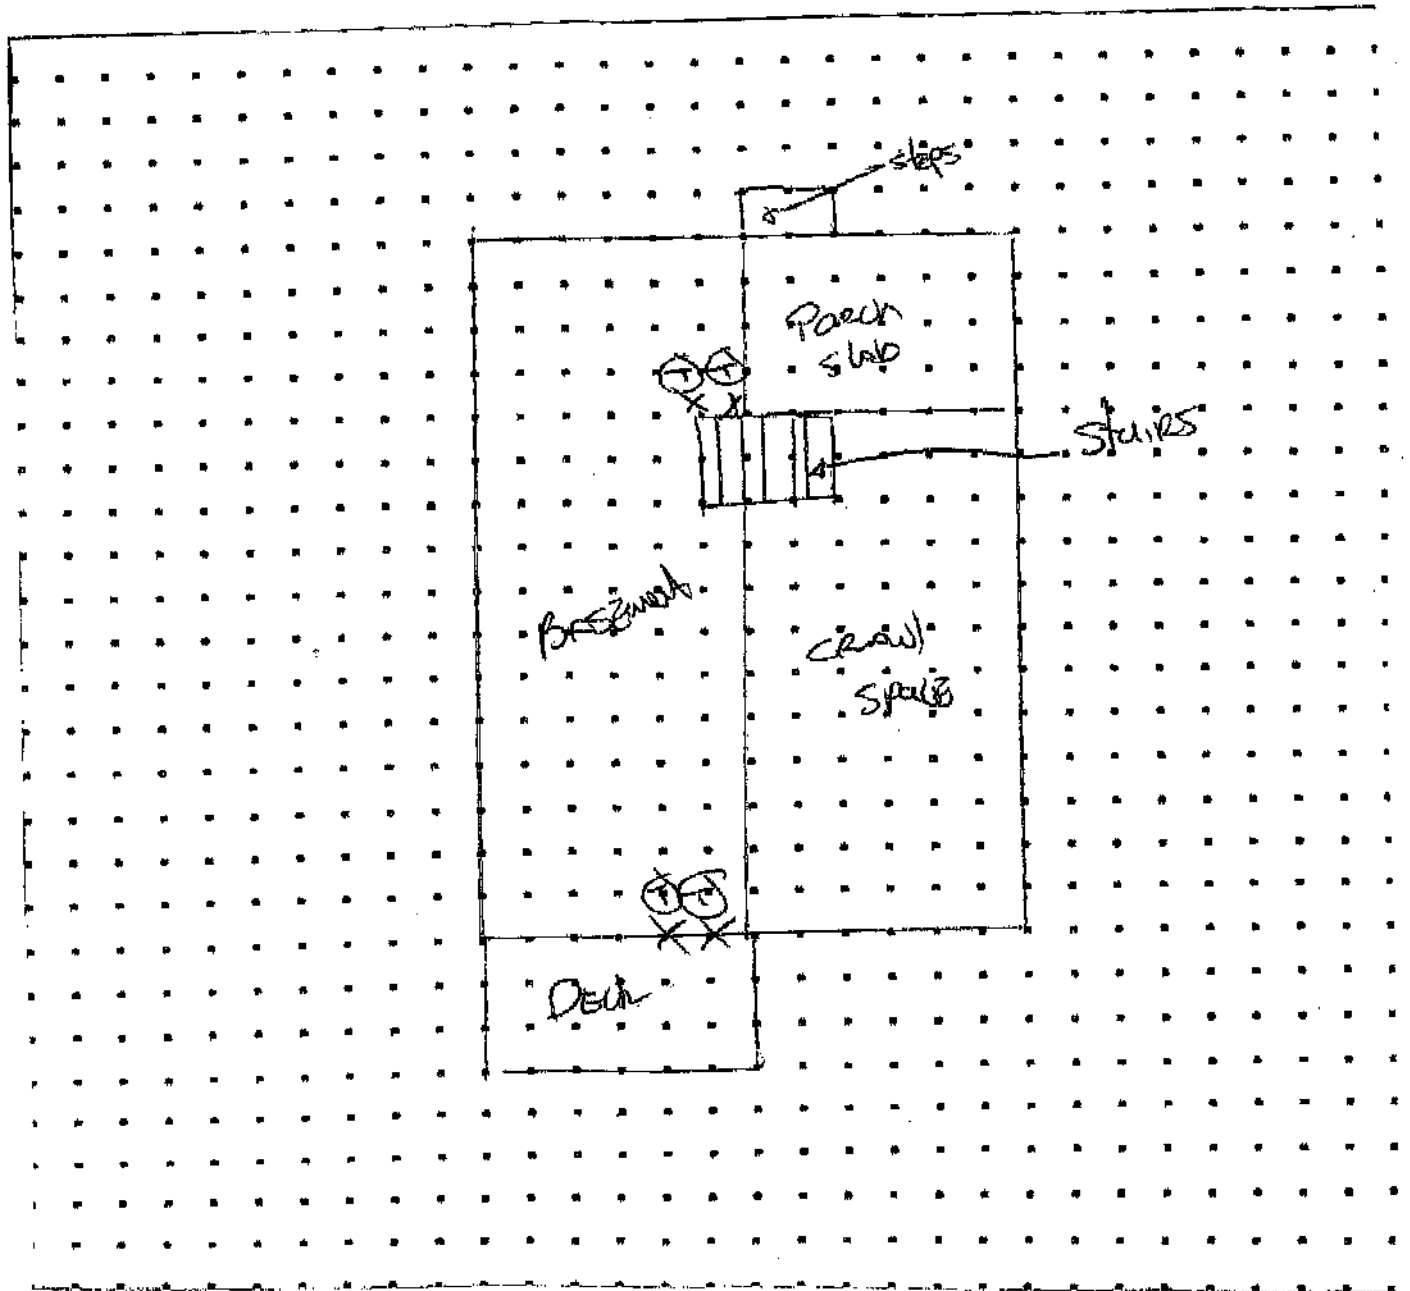 steps
Porch
slab
Stairs
Basement
Crawl
Space
T T
X X
T T
X X
Deck